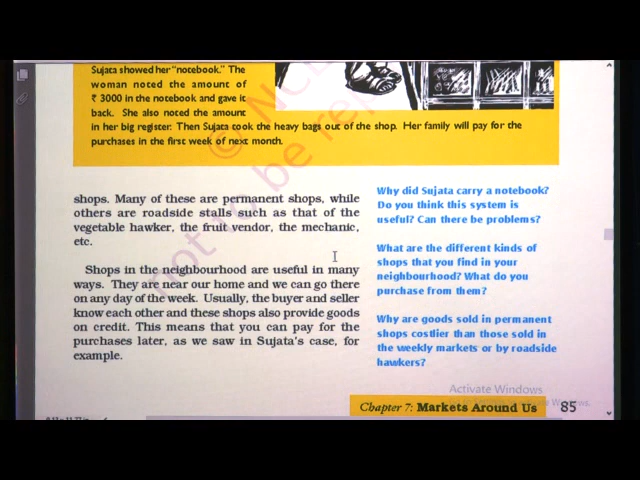 Sujata showed her "notebook." The
woman noted the amount of
₹ 3000 in the notebook and gave it
back. She also noted the amount
in her big register. Then Sujata took the heavy bags out of the shop. Her family will pay for the
purchases in the first week of next month.
shops. Many of these are permanent shops, while
others are roadside stalls such as that of the
vegetable hawker, the fruit vendor, the mechanic,
etc.
Shops in the neighbourhood are useful in many
ways. They are near our home and we can go there
on any day of the week. Usually, the buyer and seller
know each other and these shops also provide goods
on credit. This means that you can pay for the
purchases later, as we saw in Sujata's case, for
example.
Why did Sujata carry a notebook?
Do you think this system is
useful? Can there be problems?
What are the different kinds of
shops that you find in your
neighbourhood? What do you
purchase from them?
Why are goods sold in permanent
shops costlier than those sold in
the weekly markets or by roadside
hawkers?
© NCE
not to be rep
Activate Windows
Chapter 7: Markets Around Us 85